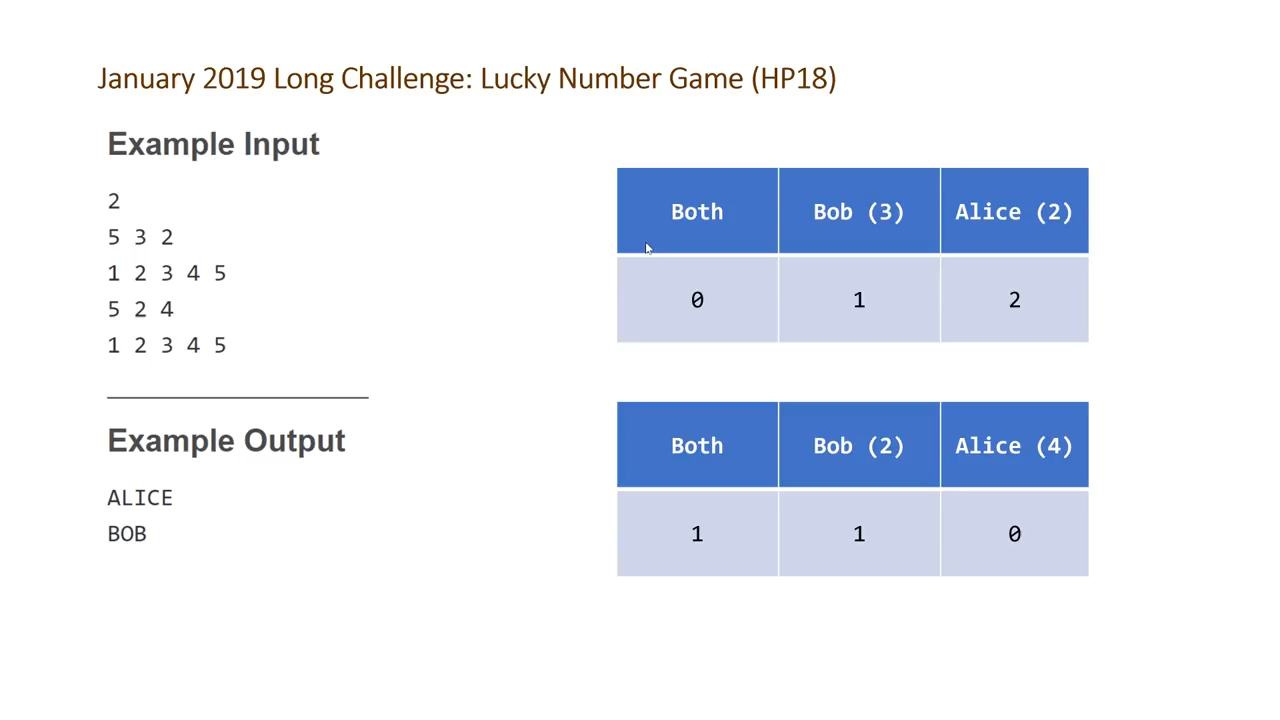 January 2019 Long Challenge: Lucky Number Game (HP18)
Example Input
2
5 3 2
1 2 3 4 5
5 2 4
1 2 3 4 5
Example Output
ALICE
BOB
Both Bob (3) Alice (2)
0 1 2
Both Bob (2) Alice (4)
1 1 0